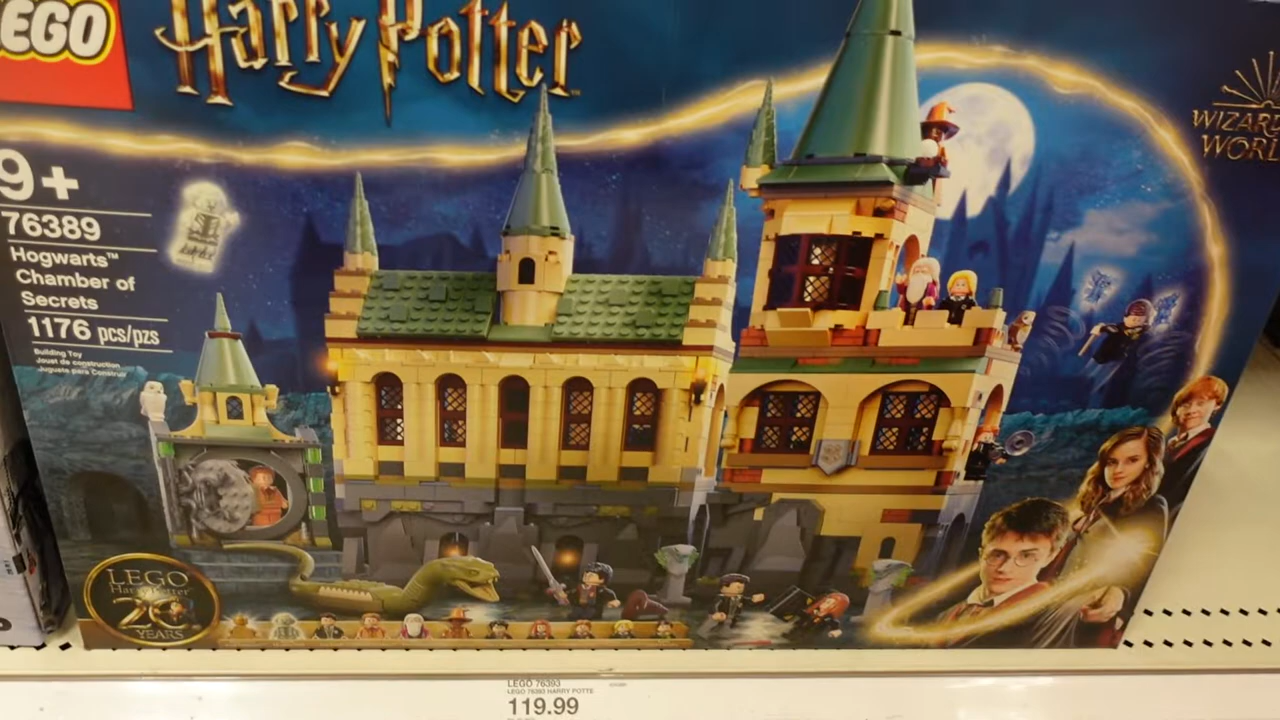 LEGO
Harry Potter
WIZARDING
WORLD
9+
76389
Hogwarts™
Chamber of
Secrets
1176 pcs/pzs
Building Toy
Jouet de construction
Juguete para Construir
LEGO
Harry Potter
20
YEARS
LEGO 76393
LEGO 76393 HARRY POTTE
119.99